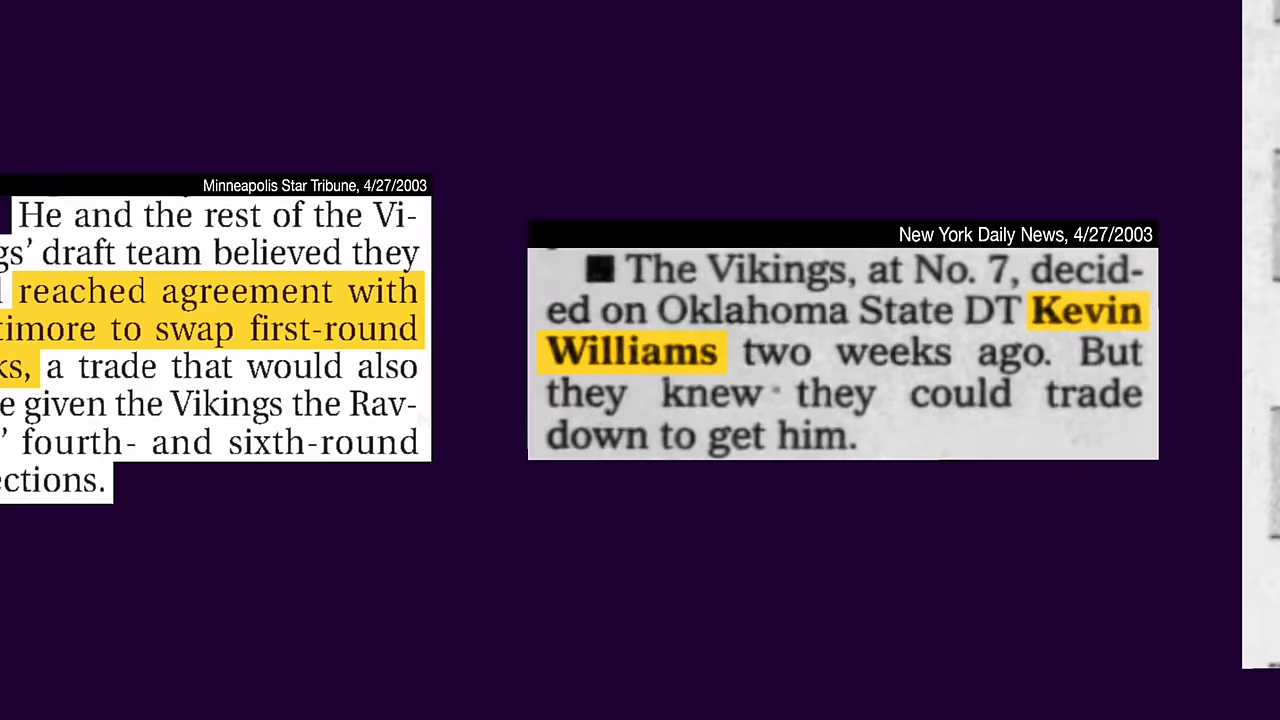 Minneapolis Star Tribune, 4/27/2003
He and the rest of the Vi-
gs’ draft team believed they
reached agreement with
timore to swap first-round
ks, a trade that would also
e given the Vikings the Rav-
’ fourth- and sixth-round
ections.
New York Daily News, 4/27/2003
■ The Vikings, at No. 7, decid-
ed on Oklahoma State DT Kevin
Williams two weeks ago. But
they knew they could trade
down to get him.